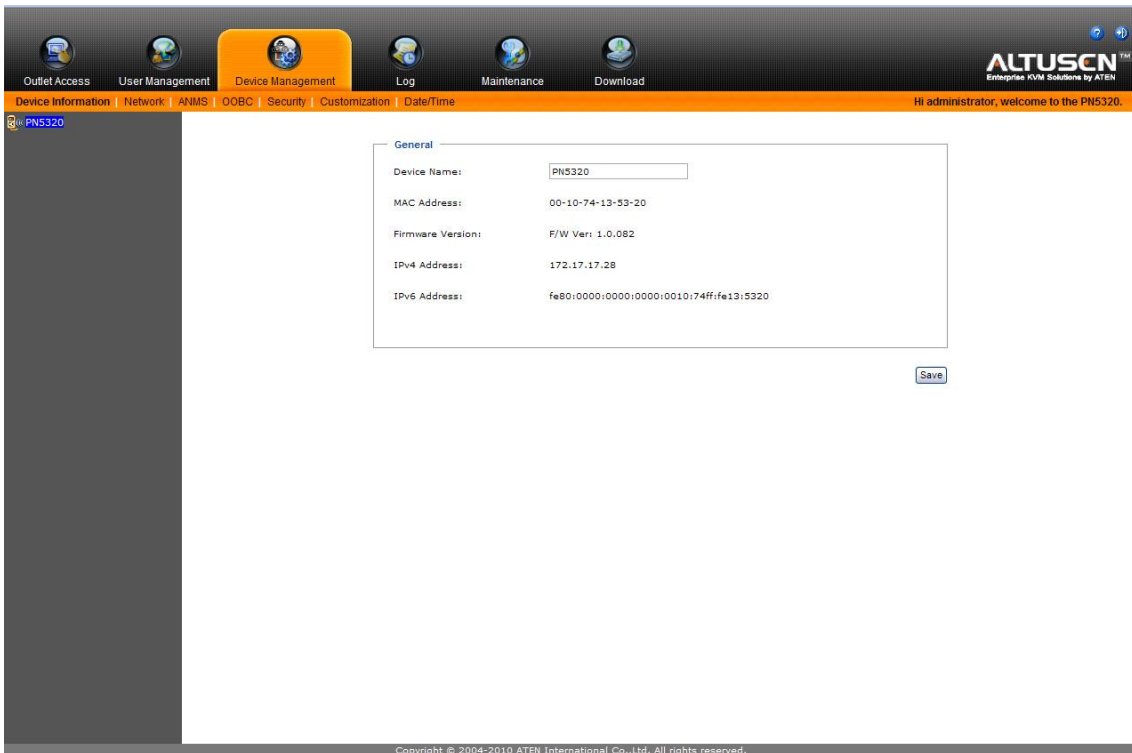 Outlet Access
User Management
Device Management
Log
Maintenance
Download
?
ALTUSEN™
Enterprise KVM Solutions by ATEN
Device Information | Network | ANMS | OOBC | Security | Customization | Date/Time
Hi administrator, welcome to the PN5320.
PN5320
General
Device Name: PN5320
MAC Address: 00-10-74-13-53-20
Firmware Version: F/W Ver: 1.0.082
IPv4 Address: 172.17.17.28
IPv6 Address: fe80:0000:0000:0000:0010:74ff:fe13:5320
Save
Copyright © 2004-2010 ATEN International Co.,Ltd. All rights reserved.